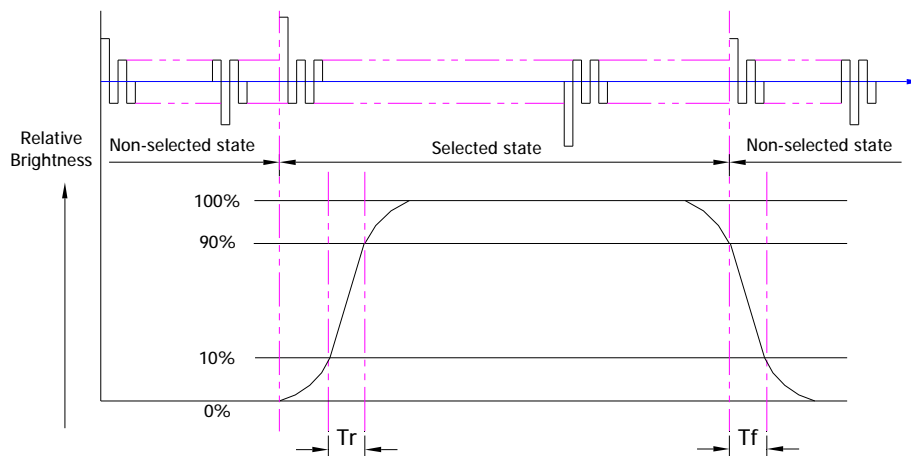 Relative
Brightness
Non-selected state
Selected state
Non-selected state
100%
90%
10%
0%
Tr
Tf